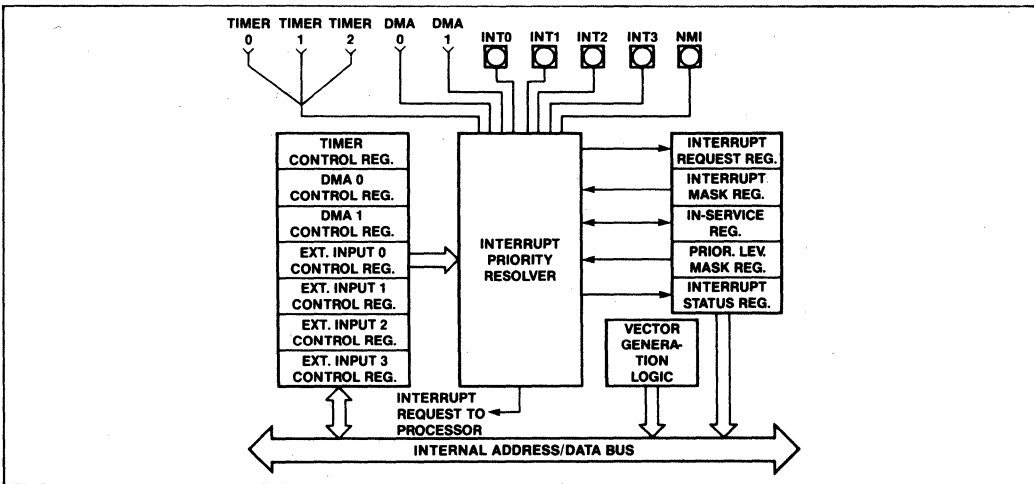 TIMER TIMER TIMER DMA DMA
0 1 2 0 1
INT0 INT1 INT2 INT3 NMI
TIMER
CONTROL REG.
DMA 0
CONTROL REG.
DMA 1
CONTROL REG.
EXT. INPUT 0
CONTROL REG.
EXT. INPUT 1
CONTROL REG.
EXT. INPUT 2
CONTROL REG.
EXT. INPUT 3
CONTROL REG.
INTERRUPT
PRIORITY
RESOLVER
INTERRUPT
REQUEST REG.
INTERRUPT
MASK REG.
IN-SERVICE
REG.
PRIOR. LEV.
MASK REG.
INTERRUPT
STATUS REG.
VECTOR
GENERA-
TION
LOGIC
INTERRUPT
REQUEST TO
PROCESSOR
INTERNAL ADDRESS/DATA BUS